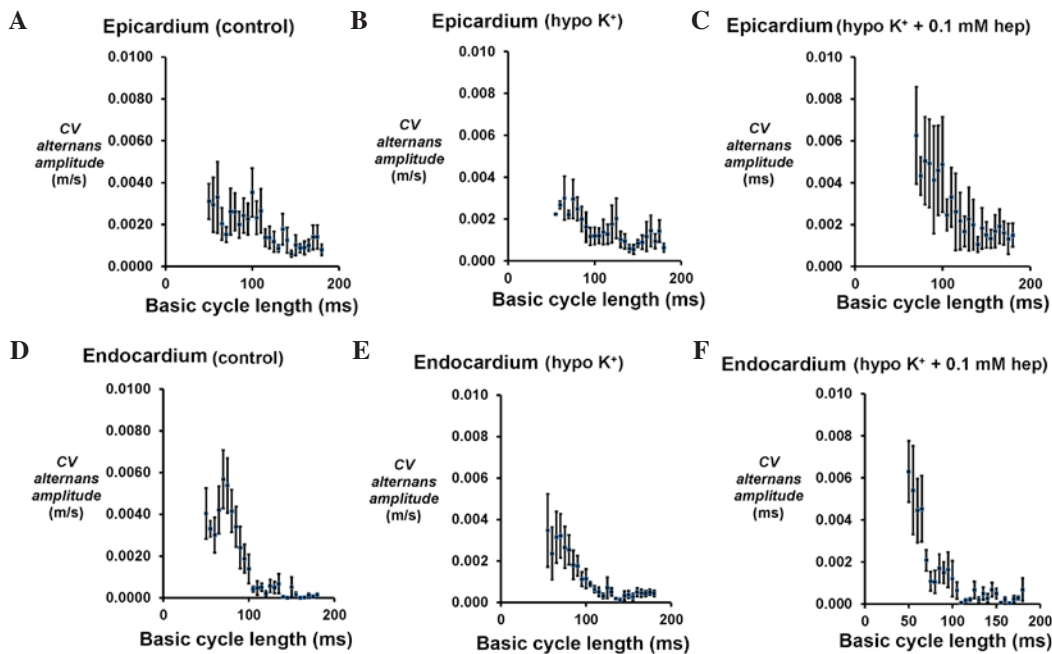 A
Epicardium (control)
0.0100
0.0080
0.0060
0.0040
0.0020
0.0000
CV
alternans
amplitude
(m/s)
0
100
200
Basic cycle length (ms)
B
Epicardium (hypo K⁺)
0.010
0.008
0.006
0.004
0.002
0.000
CV
alternans
amplitude
(m/s)
0
100
200
Basic cycle length (ms)
C
Epicardium (hypo K⁺ + 0.1 mM hep)
0.010
0.008
0.006
0.004
0.002
0.000
CV
alternans
amplitude
(ms)
0
100
200
Basic cycle length (ms)
D
Endocardium (control)
0.0100
0.0080
0.0060
0.0040
0.0020
0.0000
CV
alternans
amplitude
(m/s)
0
100
200
Basic cycle length (ms)
E
Endocardium (hypo K⁺)
0.010
0.008
0.006
0.004
0.002
0.000
CV
alternans
amplitude
(m/s)
0
100
200
Basic cycle length (ms)
F
Endocardium (hypo K⁺ + 0.1 mM hep)
0.010
0.008
0.006
0.004
0.002
0.000
CV
alternans
amplitude
(ms)
0
50
100
150
200
Basic cycle length (ms)